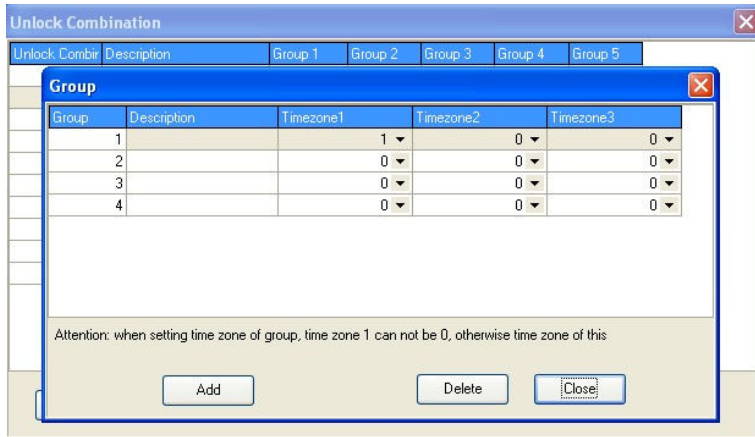 Unlock Combination
Unlock Combir Description Group 1 Group 2 Group 3 Group 4 Group 5
Group
Group Description Timezone1 Timezone2 Timezone3
1 1 0 0
2 0 0 0
3 0 0 0
4 0 0 0
Attention: when setting time zone of group, time zone 1 can not be 0, otherwise time zone of this
Add Delete Close